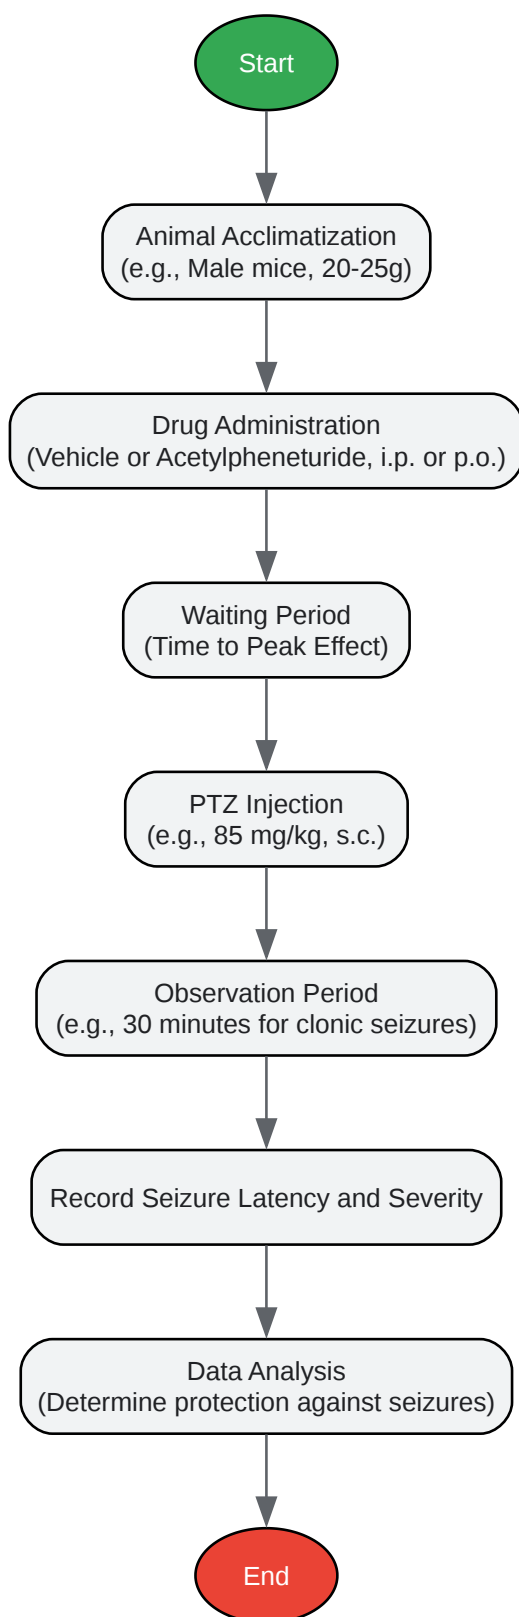 Start
Animal Acclimatization
(e.g., Male mice, 20-25g)
Drug Administration
(Vehicle or Acetylpheneturide, i.p. or p.o.)
Waiting Period
(Time to Peak Effect)
PTZ Injection
(e.g., 85 mg/kg, s.c.)
Observation Period
(e.g., 30 minutes for clonic seizures)
Record Seizure Latency and Severity
Data Analysis
(Determine protection against seizures)
End